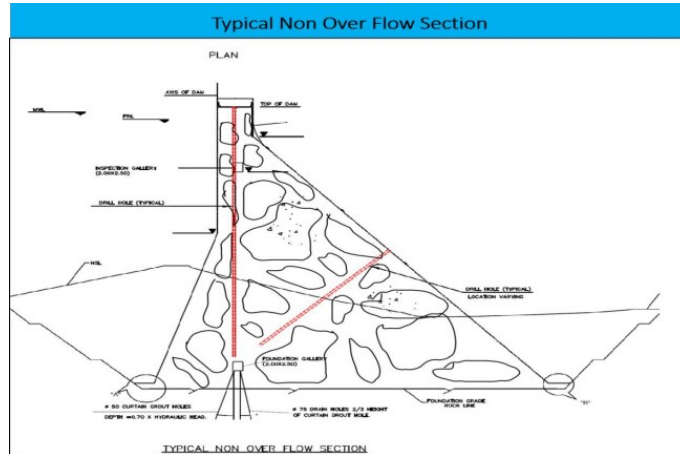 Typical Non Over Flow Section
PLAN
AXIS OF DAM
TOP OF DAM
MWL
FRL
INSPECTION GALLERY
(2.00X2.50)
DRILL HOLE (TYPICAL)
NSL
DRILL HOLE (TYPICAL)
LOCATION VARYING
FOUNDATION GALLERY
(2.00X2.50)
"A"
FOUNDATION GRADE
ROCK LINE
"B"
# 50 CURTAIN GROUT HOLES
DEPTH =0.70 X HYDRAULIC HEAD.
# 75 DRAIN HOLES 2/3 HEIGHT
OF CURTAIN GROUT HOLE.
TYPICAL NON OVER FLOW SECTION